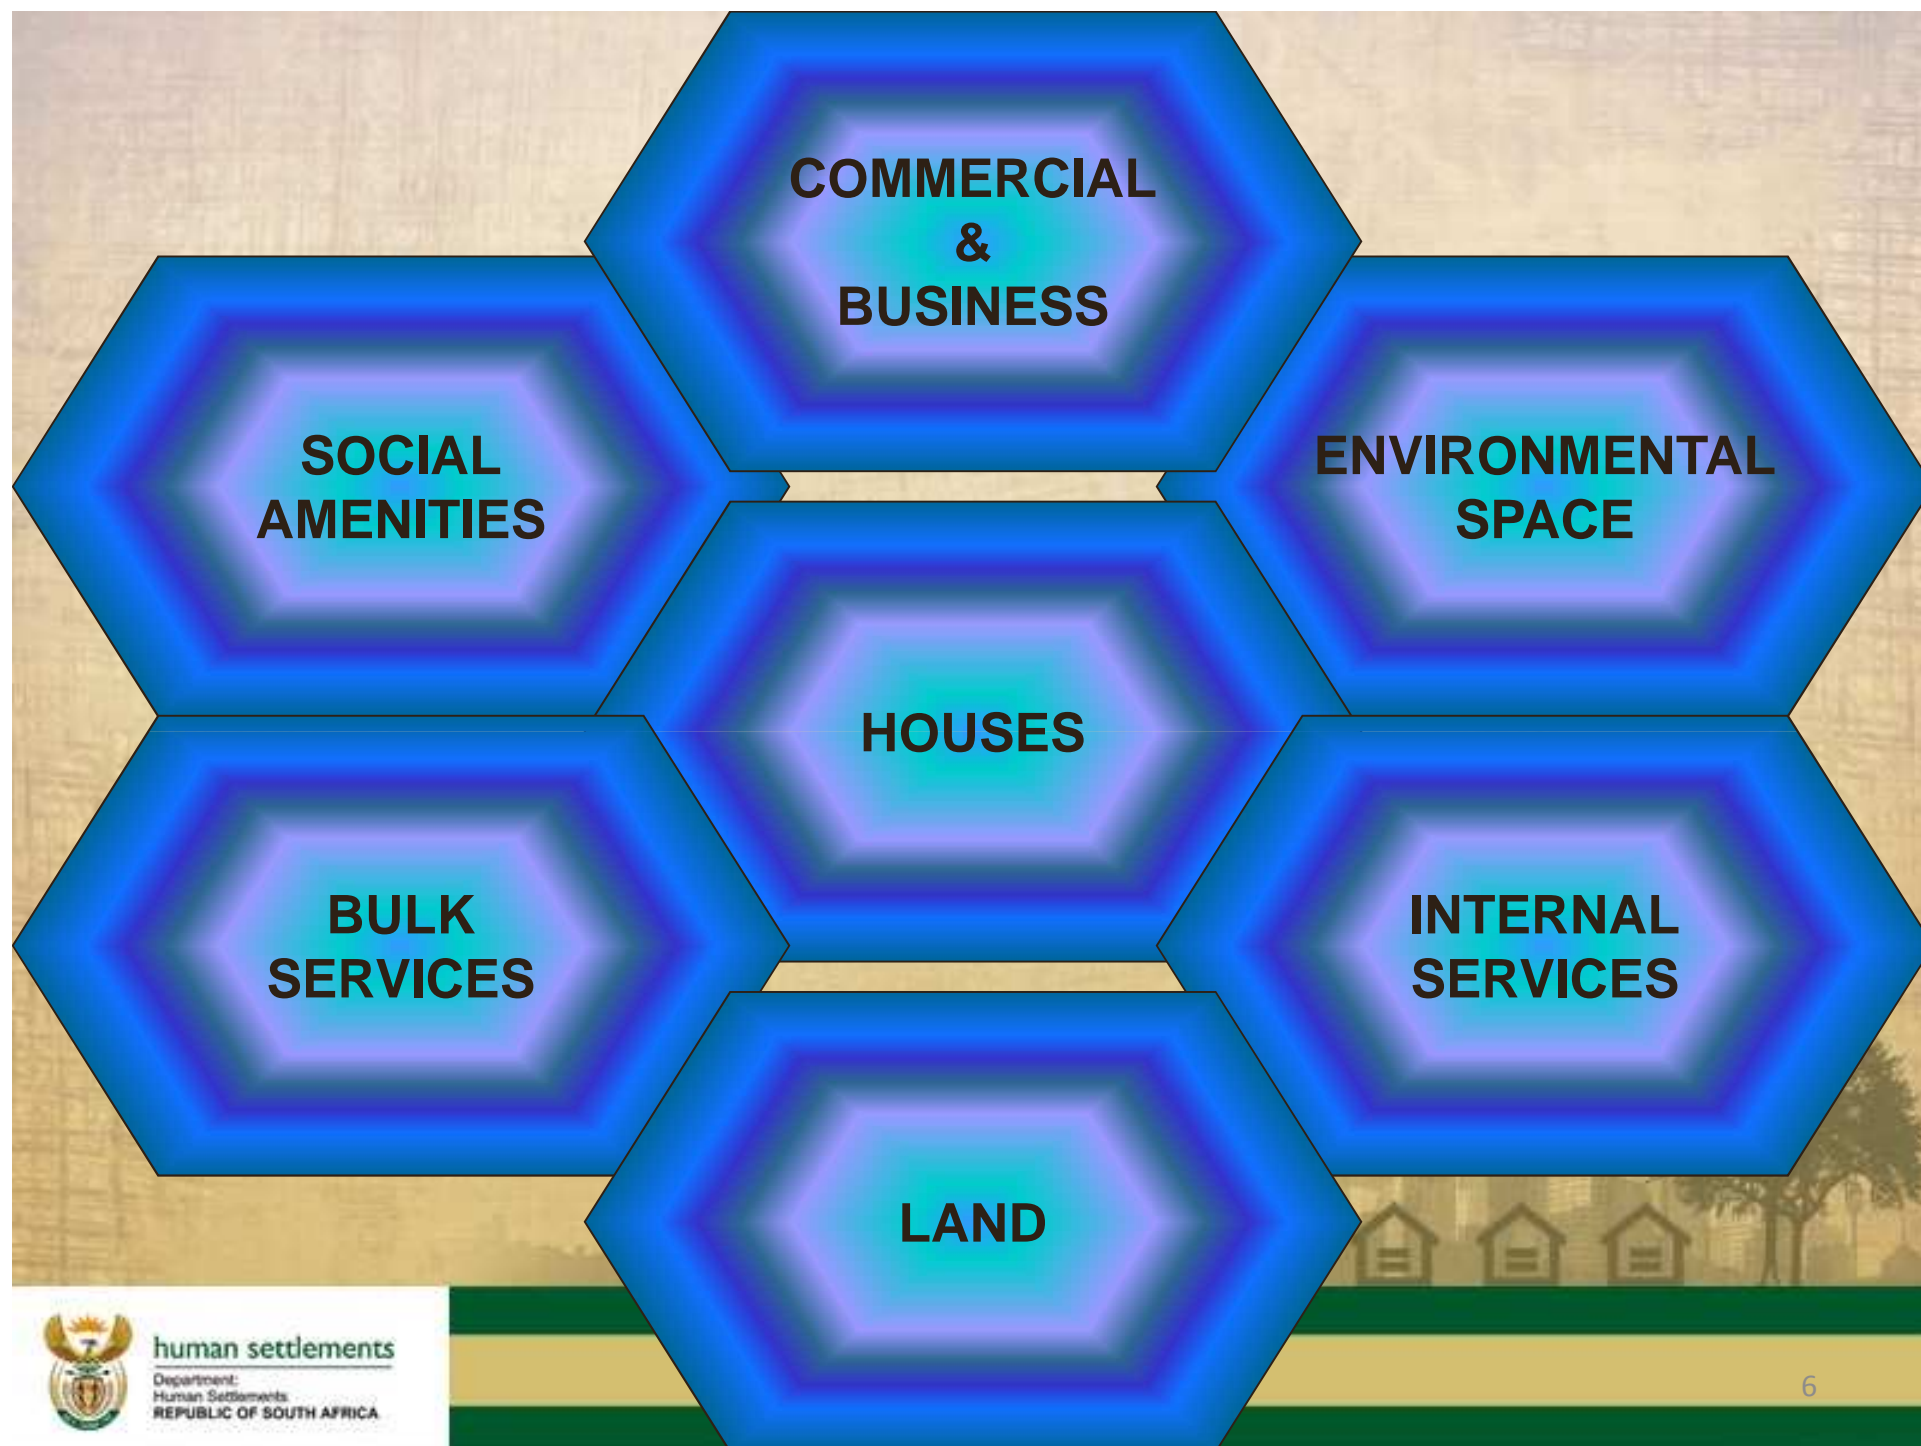 COMMERCIAL
&
BUSINESS
SOCIAL
AMENITIES
ENVIRONMENTAL
SPACE
HOUSES
BULK
SERVICES
INTERNAL
SERVICES
LAND
human settlements
Department:
Human Settlements
REPUBLIC OF SOUTH AFRICA
6